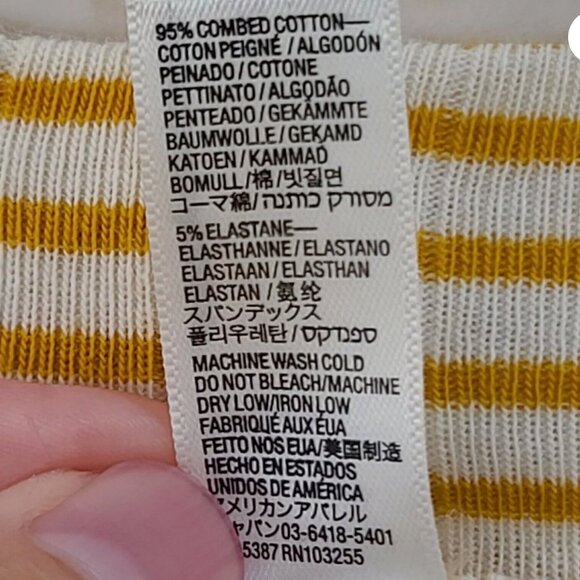 95% COMBED COTTON—
COTON PEIGNÉ / ALGODÓN
PEINADO / COTONE
PETTINATO / ALGODÃO
PENTEADO / GEKÄMMTE
BAUMWOLLE / GEKAMD
KATOEN / KAMMAD
BOMULL / 棉 / 빗질면
コーマ綿 / מסורק כותנה
5% ELASTANE—
ELASTHANNE / ELASTANO
ELASTAAN / ELASTHAN
ELASTAN / 氨纶
スパンデックス/
폴리우레탄 / ספנדקס
MACHINE WASH COLD
DO NOT BLEACH/MACHINE
DRY LOW/IRON LOW
FABRIQUÉ AUX ÉUA/
FEITO NOS EUA/美国制造
HECHO EN ESTADOS
UNIDOS DE AMÉRICA
アメリカンアパレル
ジャパン 03-6418-5401
5387 RN103255